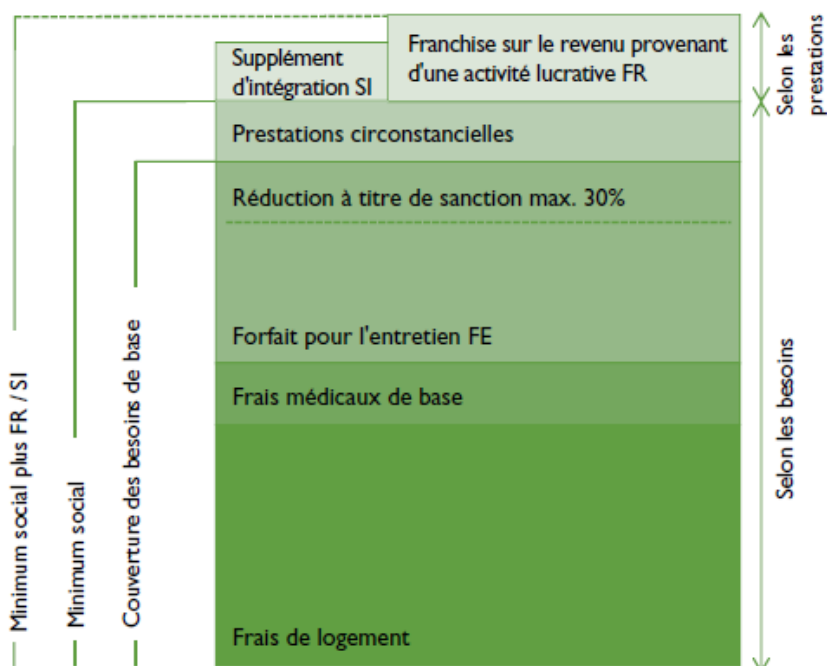 Supplément
d'intégration SI
Franchise sur le revenu provenant
d'une activité lucrative FR
Prestations circonstancielles
Réduction à titre de sanction max. 30%
Forfait pour l'entretien FE
Frais médicaux de base
Frais de logement
Minimum social plus FR / SI
Minimum social
Couverture des besoins de base
Selon les
prestations
Selon les besoins